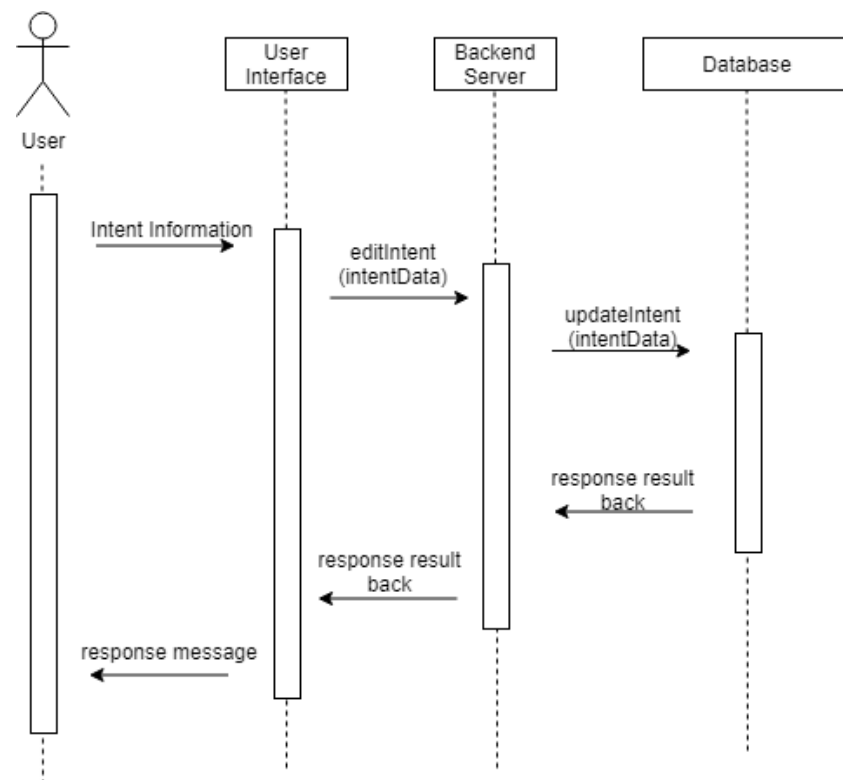 User
Interface
Backend
Server
Database
User
Intent Information
editIntent
(intentData)
updateIntent
(intentData)
response result
back
response result
back
response message